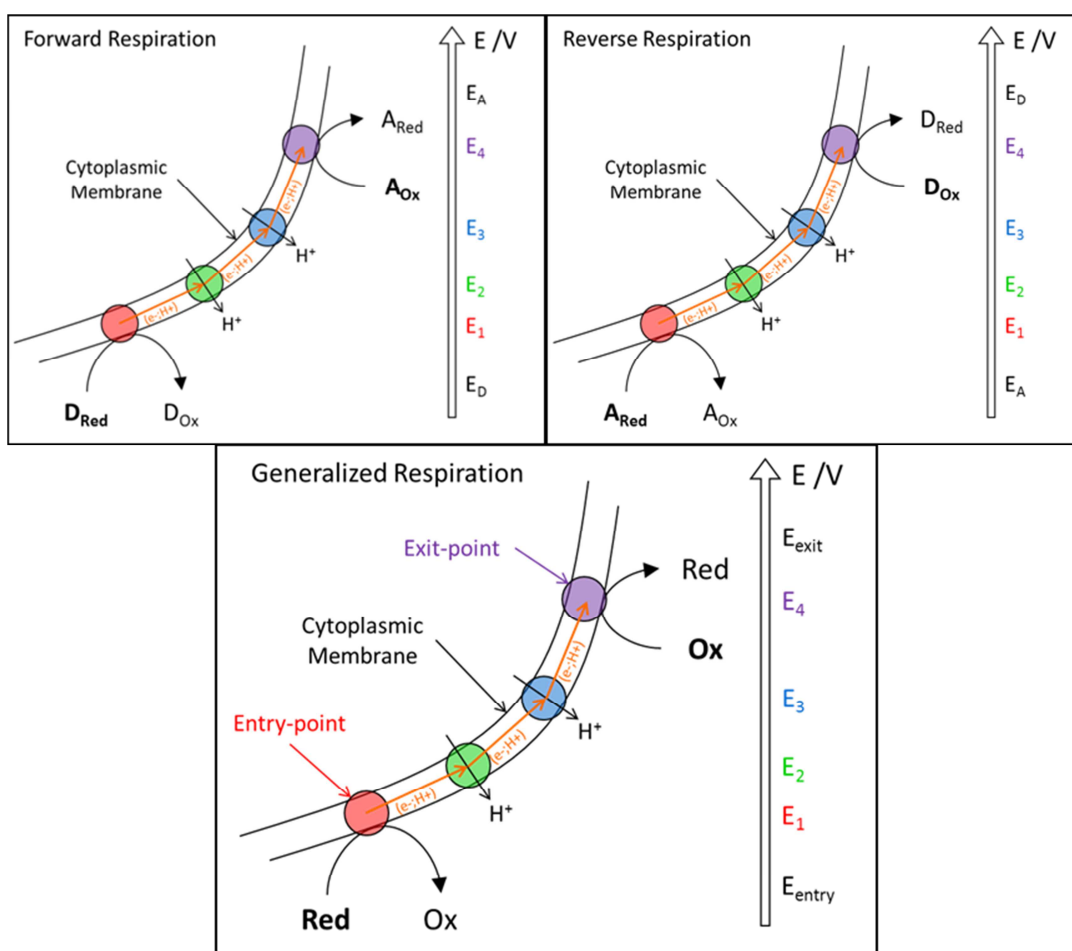 Forward Respiration
E /V
E_A
A_Red
E_4
Cytoplasmic
Membrane
A_Ox
(e-;H+)
E_3
H⁺
(e-;H+)
E_2
(e-;H+)
H⁺
E_1
E_D
D_Red
D_Ox
Reverse Respiration
E /V
E_D
D_Red
E_4
Cytoplasmic
Membrane
D_Ox
(e-;H+)
E_3
H⁺
(e-;H+)
E_2
(e-;H+)
H⁺
E_1
E_A
A_Red
A_Ox
Generalized Respiration
E /V
Exit-point
E_exit
Red
E_4
Cytoplasmic
Membrane
Ox
(e-;H+)
E_3
Entry-point
H⁺
(e-;H+)
E_2
(e-;H+)
H⁺
E_1
E_entry
Red
Ox